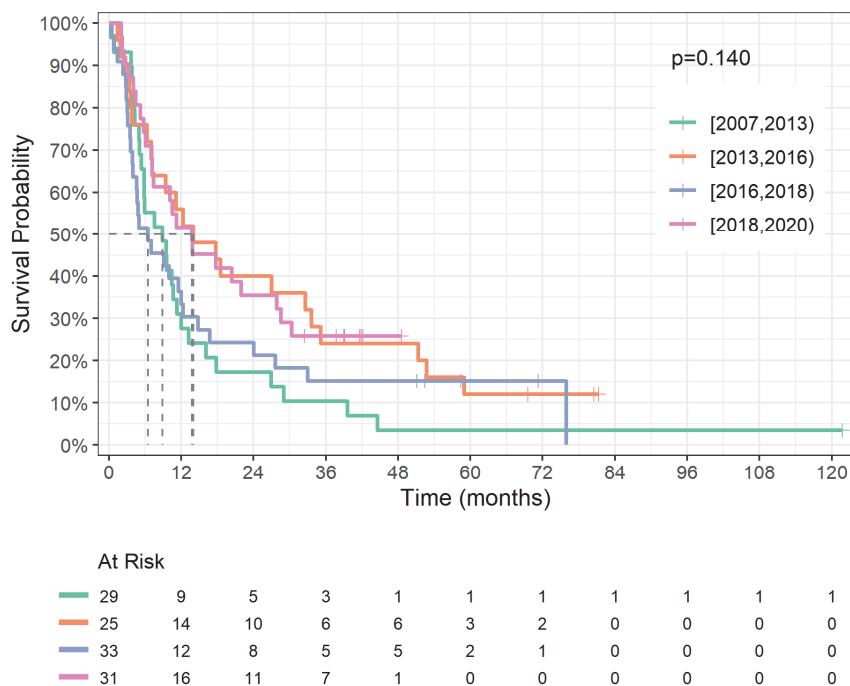 100%
90%
80%
70%
60%
50%
40%
30%
20%
10%
0%
Survival Probability
p=0.140
[2007,2013)
[2013,2016)
[2016,2018)
[2018,2020)
0 12 24 36 48 60 72 84 96 108 120
Time (months)
At Risk
29 9 5 3 1 1 1 1 1 1 1
25 14 10 6 6 3 2 0 0 0 0
33 12 8 5 5 2 1 0 0 0 0
31 16 11 7 1 0 0 0 0 0 0